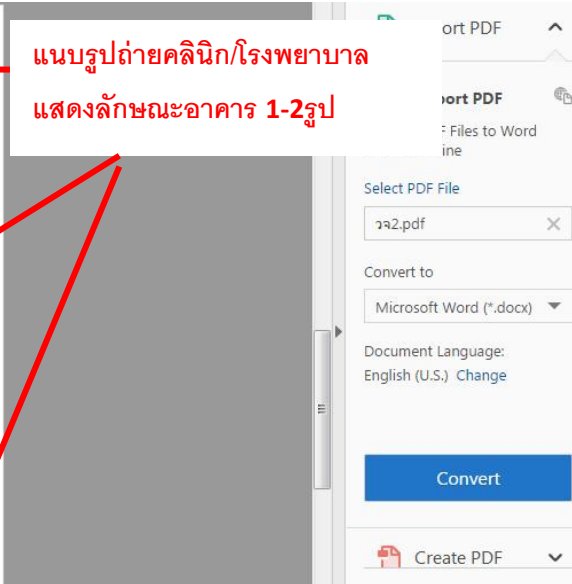 แนบรูปถ่ายคลินิก/โรงพยาบาล
แสดงลักษณะอาคาร 1-2รูป
ort PDF
ort PDF
Files to Word
ine
Select PDF File
วจ2.pdf
Convert to
Microsoft Word (*.docx)
Document Language:
English (U.S.) Change
Convert
Create PDF